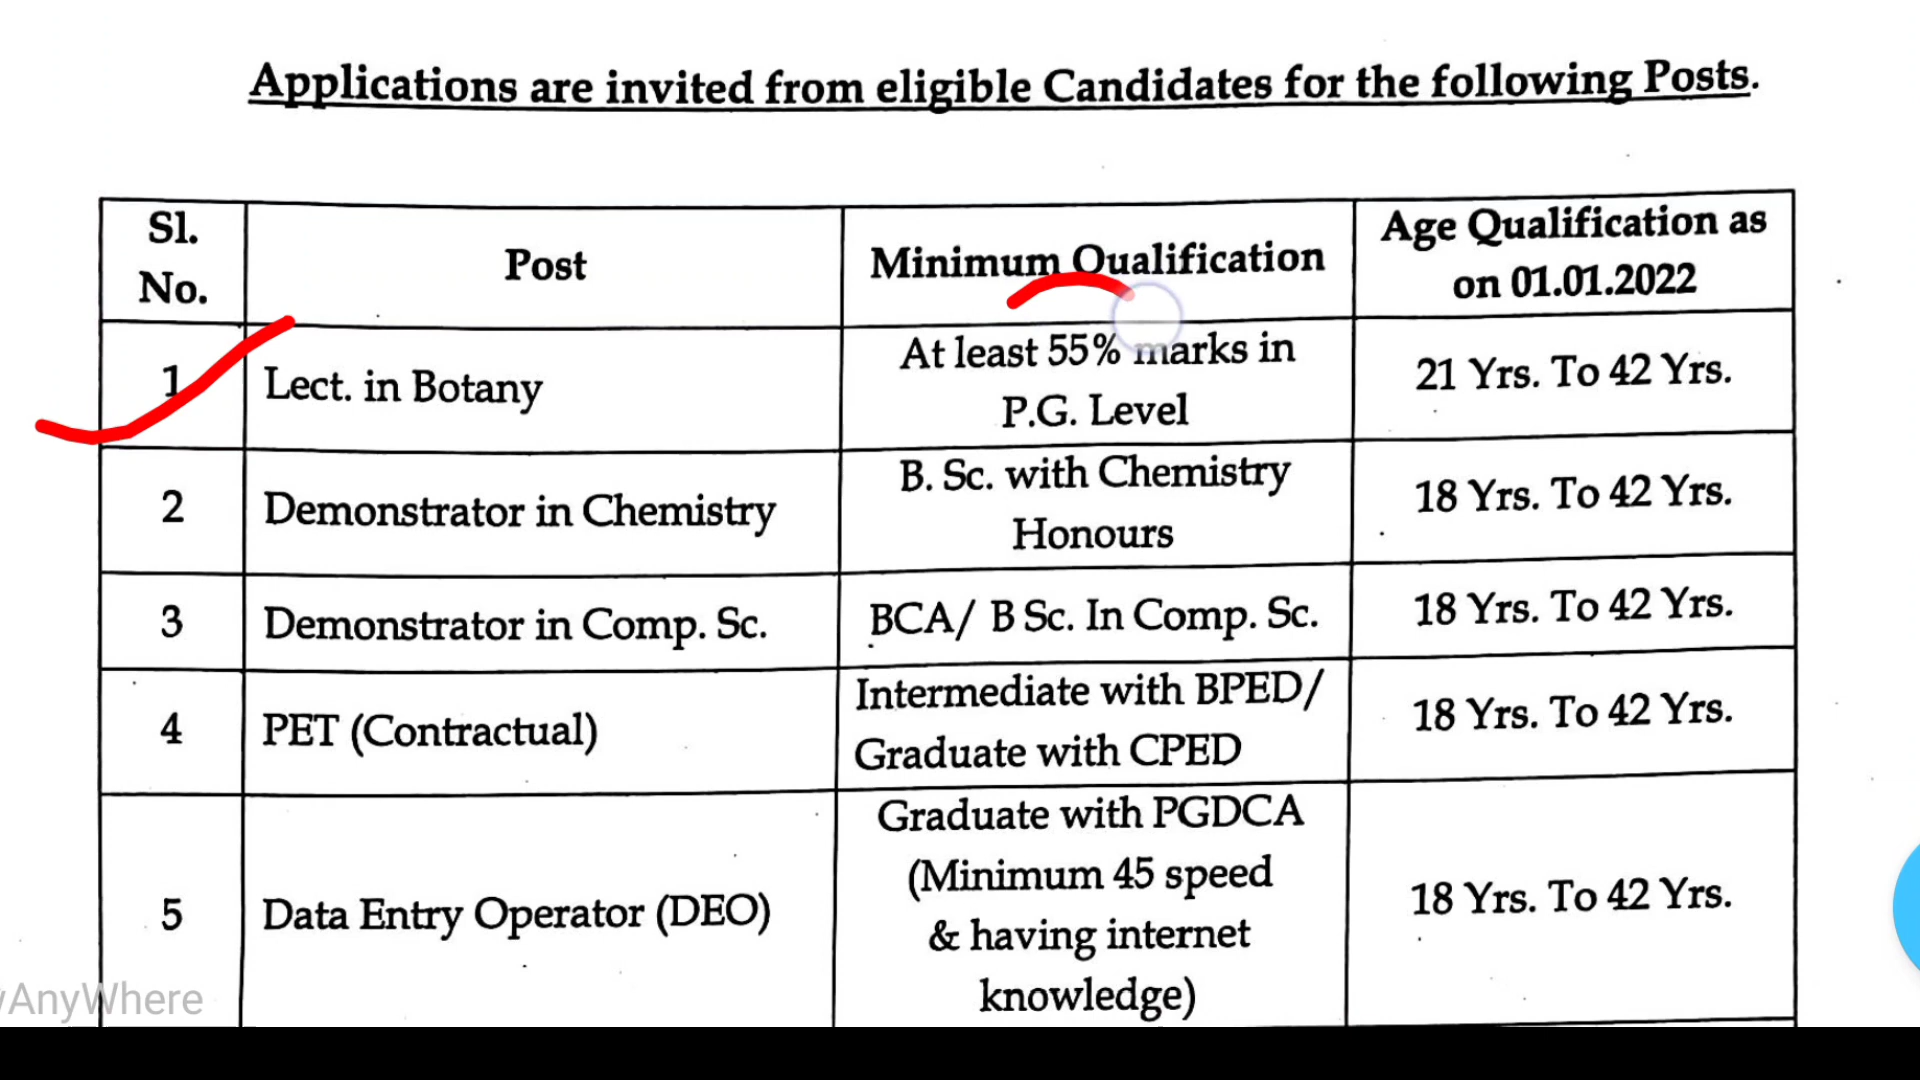 Applications are invited from eligible Candidates for the following Posts.
Sl. No. Post Minimum Qualification Age Qualification as on 01.01.2022
1 Lect. in Botany At least 55% marks in P.G. Level 21 Yrs. To 42 Yrs.
2 Demonstrator in Chemistry B. Sc. with Chemistry Honours 18 Yrs. To 42 Yrs.
3 Demonstrator in Comp. Sc. BCA/ B Sc. In Comp. Sc. 18 Yrs. To 42 Yrs.
4 PET (Contractual) Intermediate with BPED/ Graduate with CPED 18 Yrs. To 42 Yrs.
5 Data Entry Operator (DEO) Graduate with PGDCA (Minimum 45 speed & having internet knowledge) 18 Yrs. To 42 Yrs.
AnyWhere